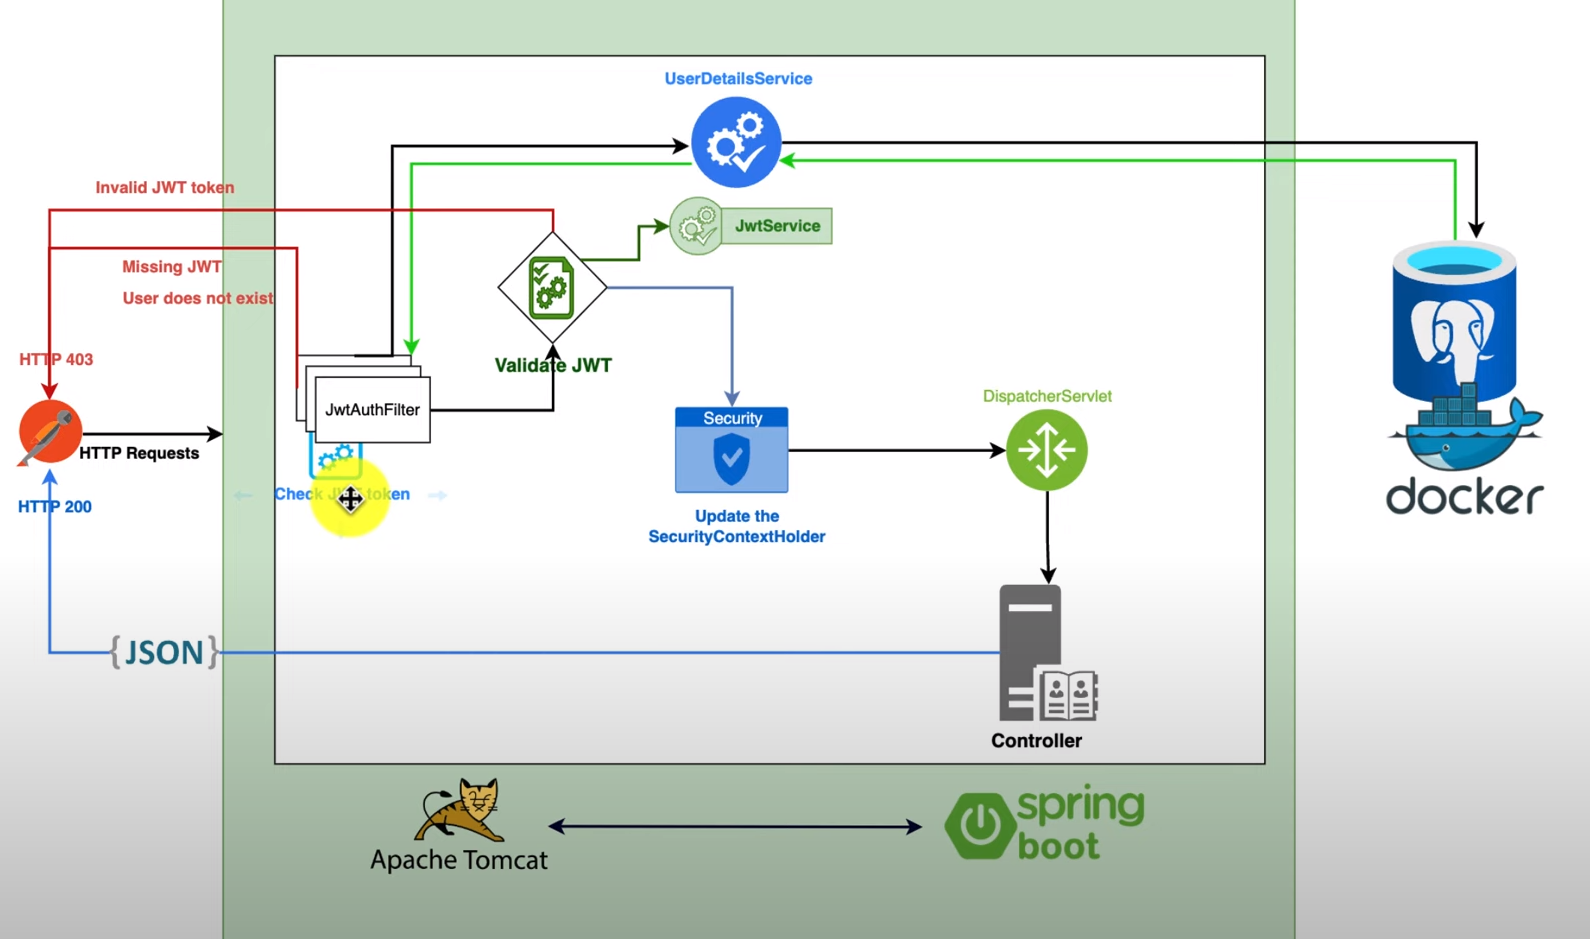 UserDetailsService
Invalid JWT token
JwtService
Missing JWT
User does not exist
HTTP 403
Validate JWT
JwtAuthFilter
DispatcherServlet
Security
HTTP Requests
Check JWT token
HTTP 200
Update the
SecurityContextHolder
docker
{JSON}
Controller
Apache Tomcat
spring
boot